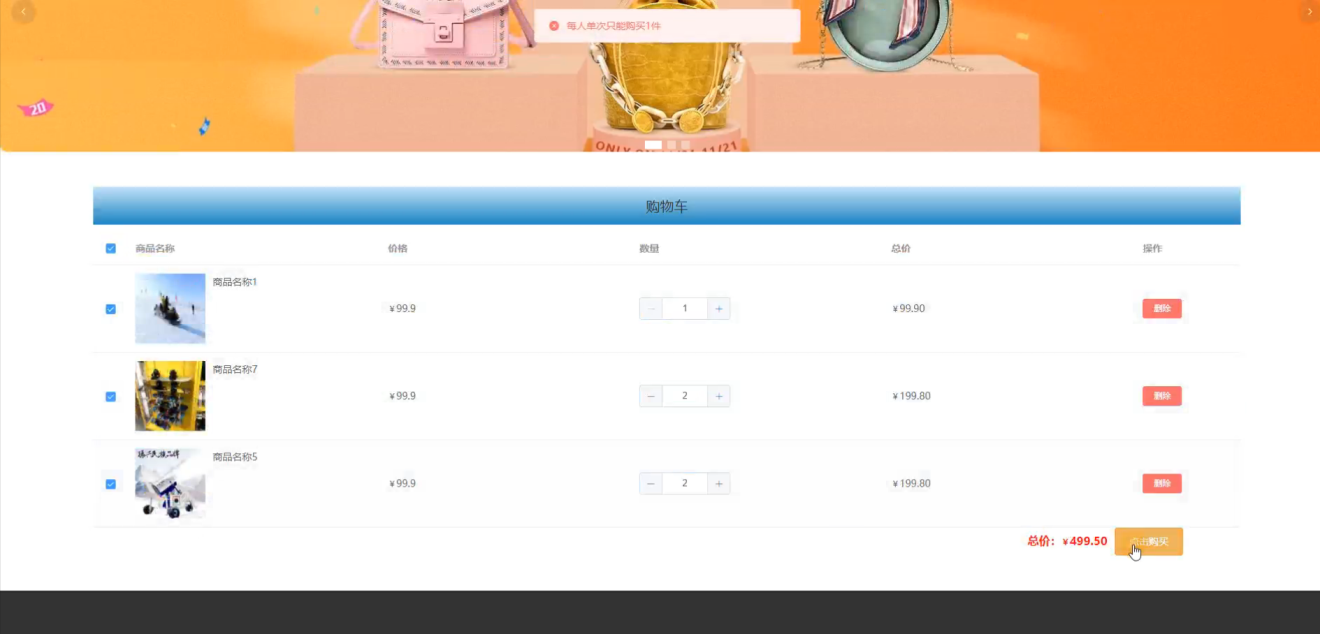 每人单次只能购买1件
20
购物车
商品名称 价格 数量 总价 操作
商品名称1 ¥99.9 1 ¥99.90 删除
商品名称7 ¥99.9 2 ¥199.80 删除
商品名称5 ¥99.9 2 ¥199.80 删除
总价：¥499.50 购买